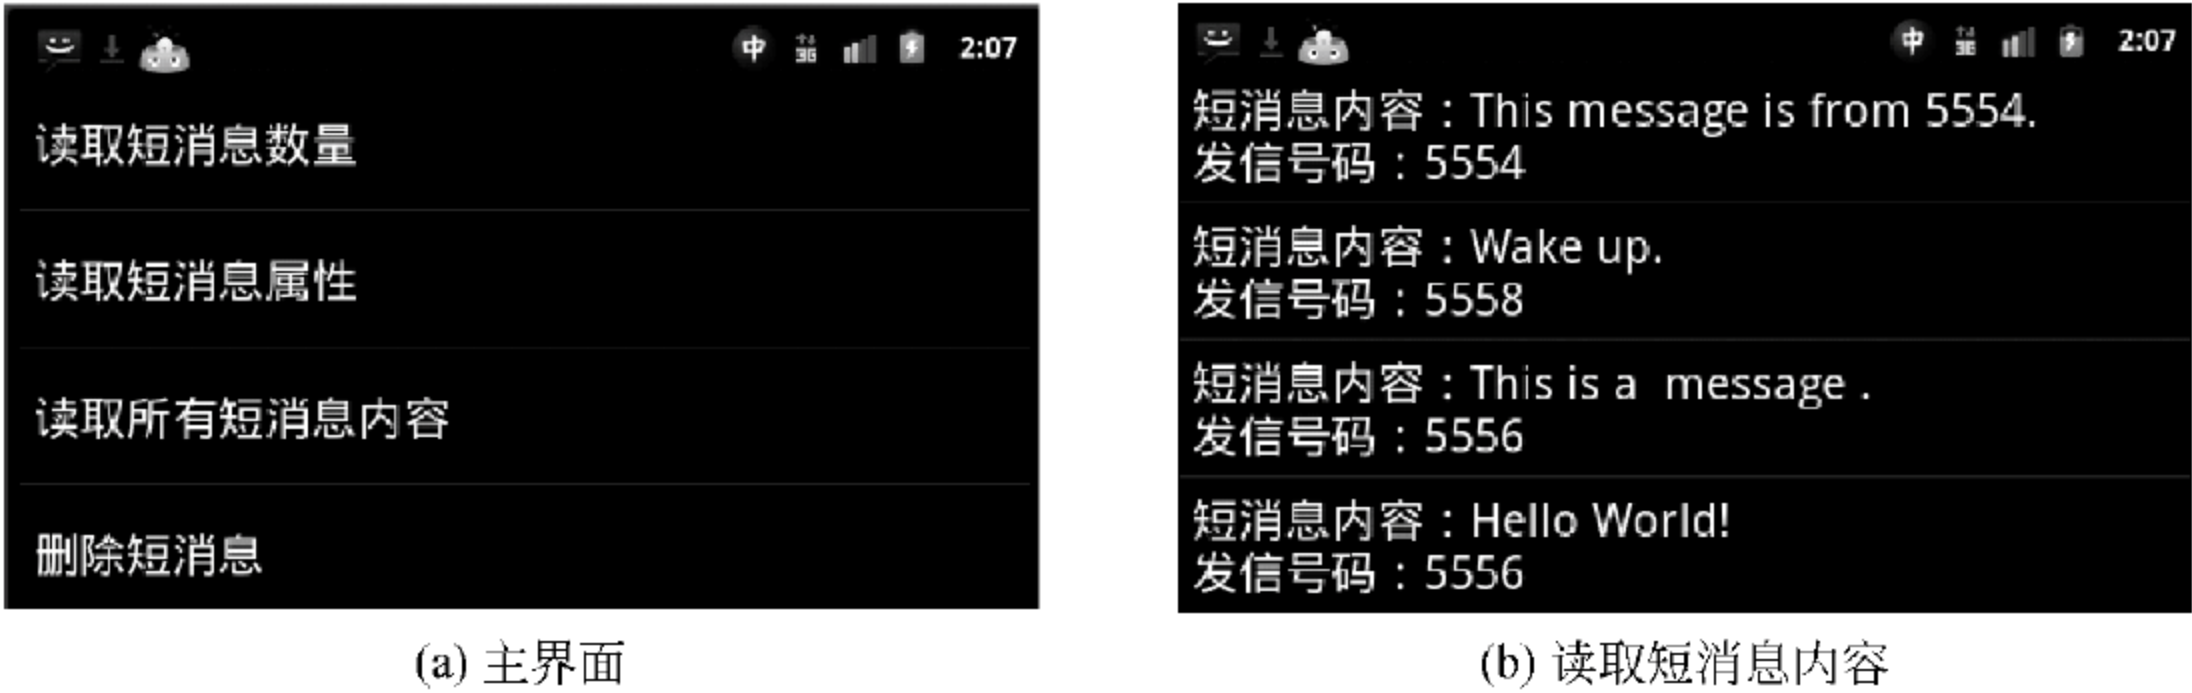 中 3G 2:07
读取短消息数量
读取短消息属性
读取所有短消息内容
删除短消息
(a) 主界面
中 3G 2:07
短消息内容：This message is from 5554.
发信号码：5554
短消息内容：Wake up.
发信号码：5558
短消息内容：This is a  message .
发信号码：5556
短消息内容：Hello World!
发信号码：5556
(b) 读取短消息内容